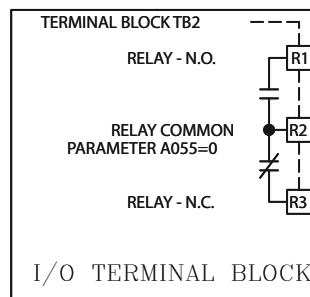 TERMINAL BLOCK TB2
RELAY - N.O.
R1
RELAY COMMON
PARAMETER A055=0
R2
RELAY - N.C.
R3
I/O TERMINAL BLOCK